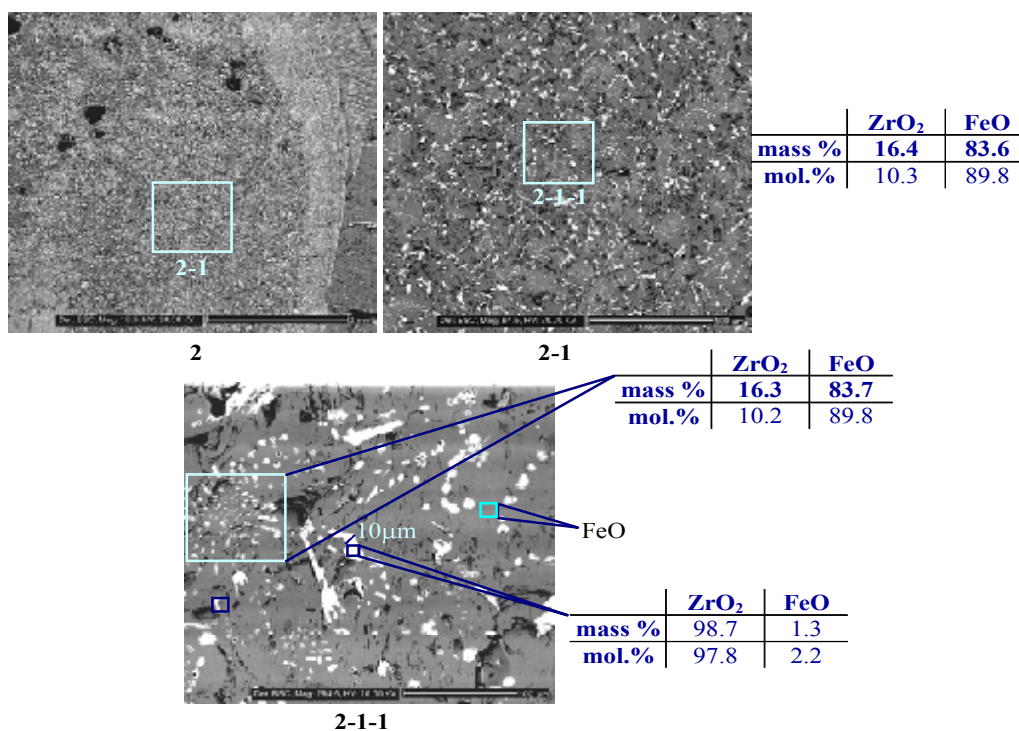 ZrO₂ FeO
mass % 16.4 83.6
mol.% 10.3 89.8
2-1-1
2-1
2
2-1
ZrO₂ FeO
mass % 16.3 83.7
mol.% 10.2 89.8
10µm
FeO
ZrO₂ FeO
mass % 98.7 1.3
mol.% 97.8 2.2
2-1-1